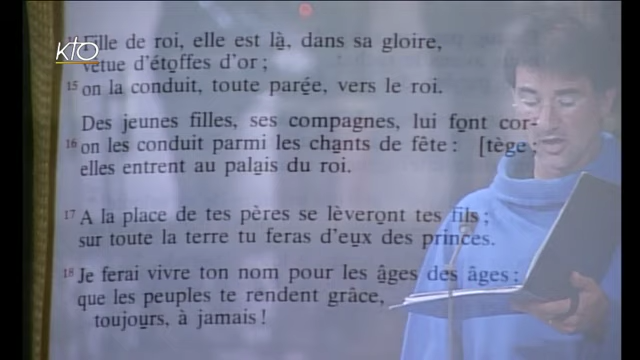 KTO
Fille de roi, elle est là, dans sa gloire,
vêtue d'étoffes d'or ;
15 on la conduit, toute parée, vers le roi.
Des jeunes filles, ses compagnes, lui font cor-
16 on les conduit parmi les chants de fête : [tège ;
elles entrent au palais du roi.
17 A la place de tes pères se lèveront tes fils ;
sur toute la terre tu feras d'eux des princes.
18 Je ferai vivre ton nom pour les âges des âges :
que les peuples te rendent grâce,
toujours, à jamais !